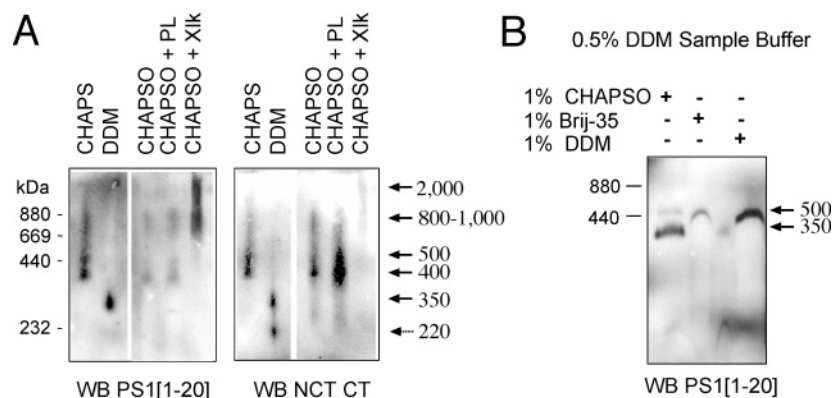 A
CHAPS
DDM
CHAPSO
CHAPSO + PL
CHAPSO + Xlk
CHAPS
DDM
CHAPSO
CHAPSO + PL
CHAPSO + Xlk
kDa
880 -
669 -
440 -
232 -
2,000
800-1,000
500
400
350
220
WB PS1[1-20]
WB NCT CT
B
0.5% DDM Sample Buffer
1% CHAPSO + - -
1% Brij-35 - + -
1% DDM - - +
880
440
500
350
WB PS1[1-20]